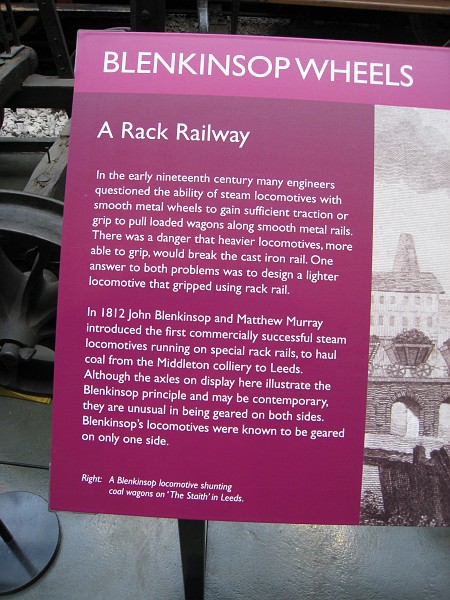 BLENKINSOP WHEELS
A Rack Railway
In the early nineteenth century many engineers
questioned the ability of steam locomotives with
smooth metal wheels to gain sufficient traction or
grip to pull loaded wagons along smooth metal rails.
There was a danger that heavier locomotives, more
able to grip, would break the cast iron rail. One
answer to both problems was to design a lighter
locomotive that gripped using rack rail.
In 1812 John Blenkinsop and Matthew Murray
introduced the first commercially successful steam
locomotives running on special rack rails, to haul
coal from the Middleton colliery to Leeds.
Although the axles on display here illustrate the
Blenkinsop principle and may be contemporary,
they are unusual in being geared on both sides.
Blenkinsop's locomotives were known to be geared
on only one side.
Right: A Blenkinsop locomotive shunting
coal wagons on 'The Staith' in Leeds.